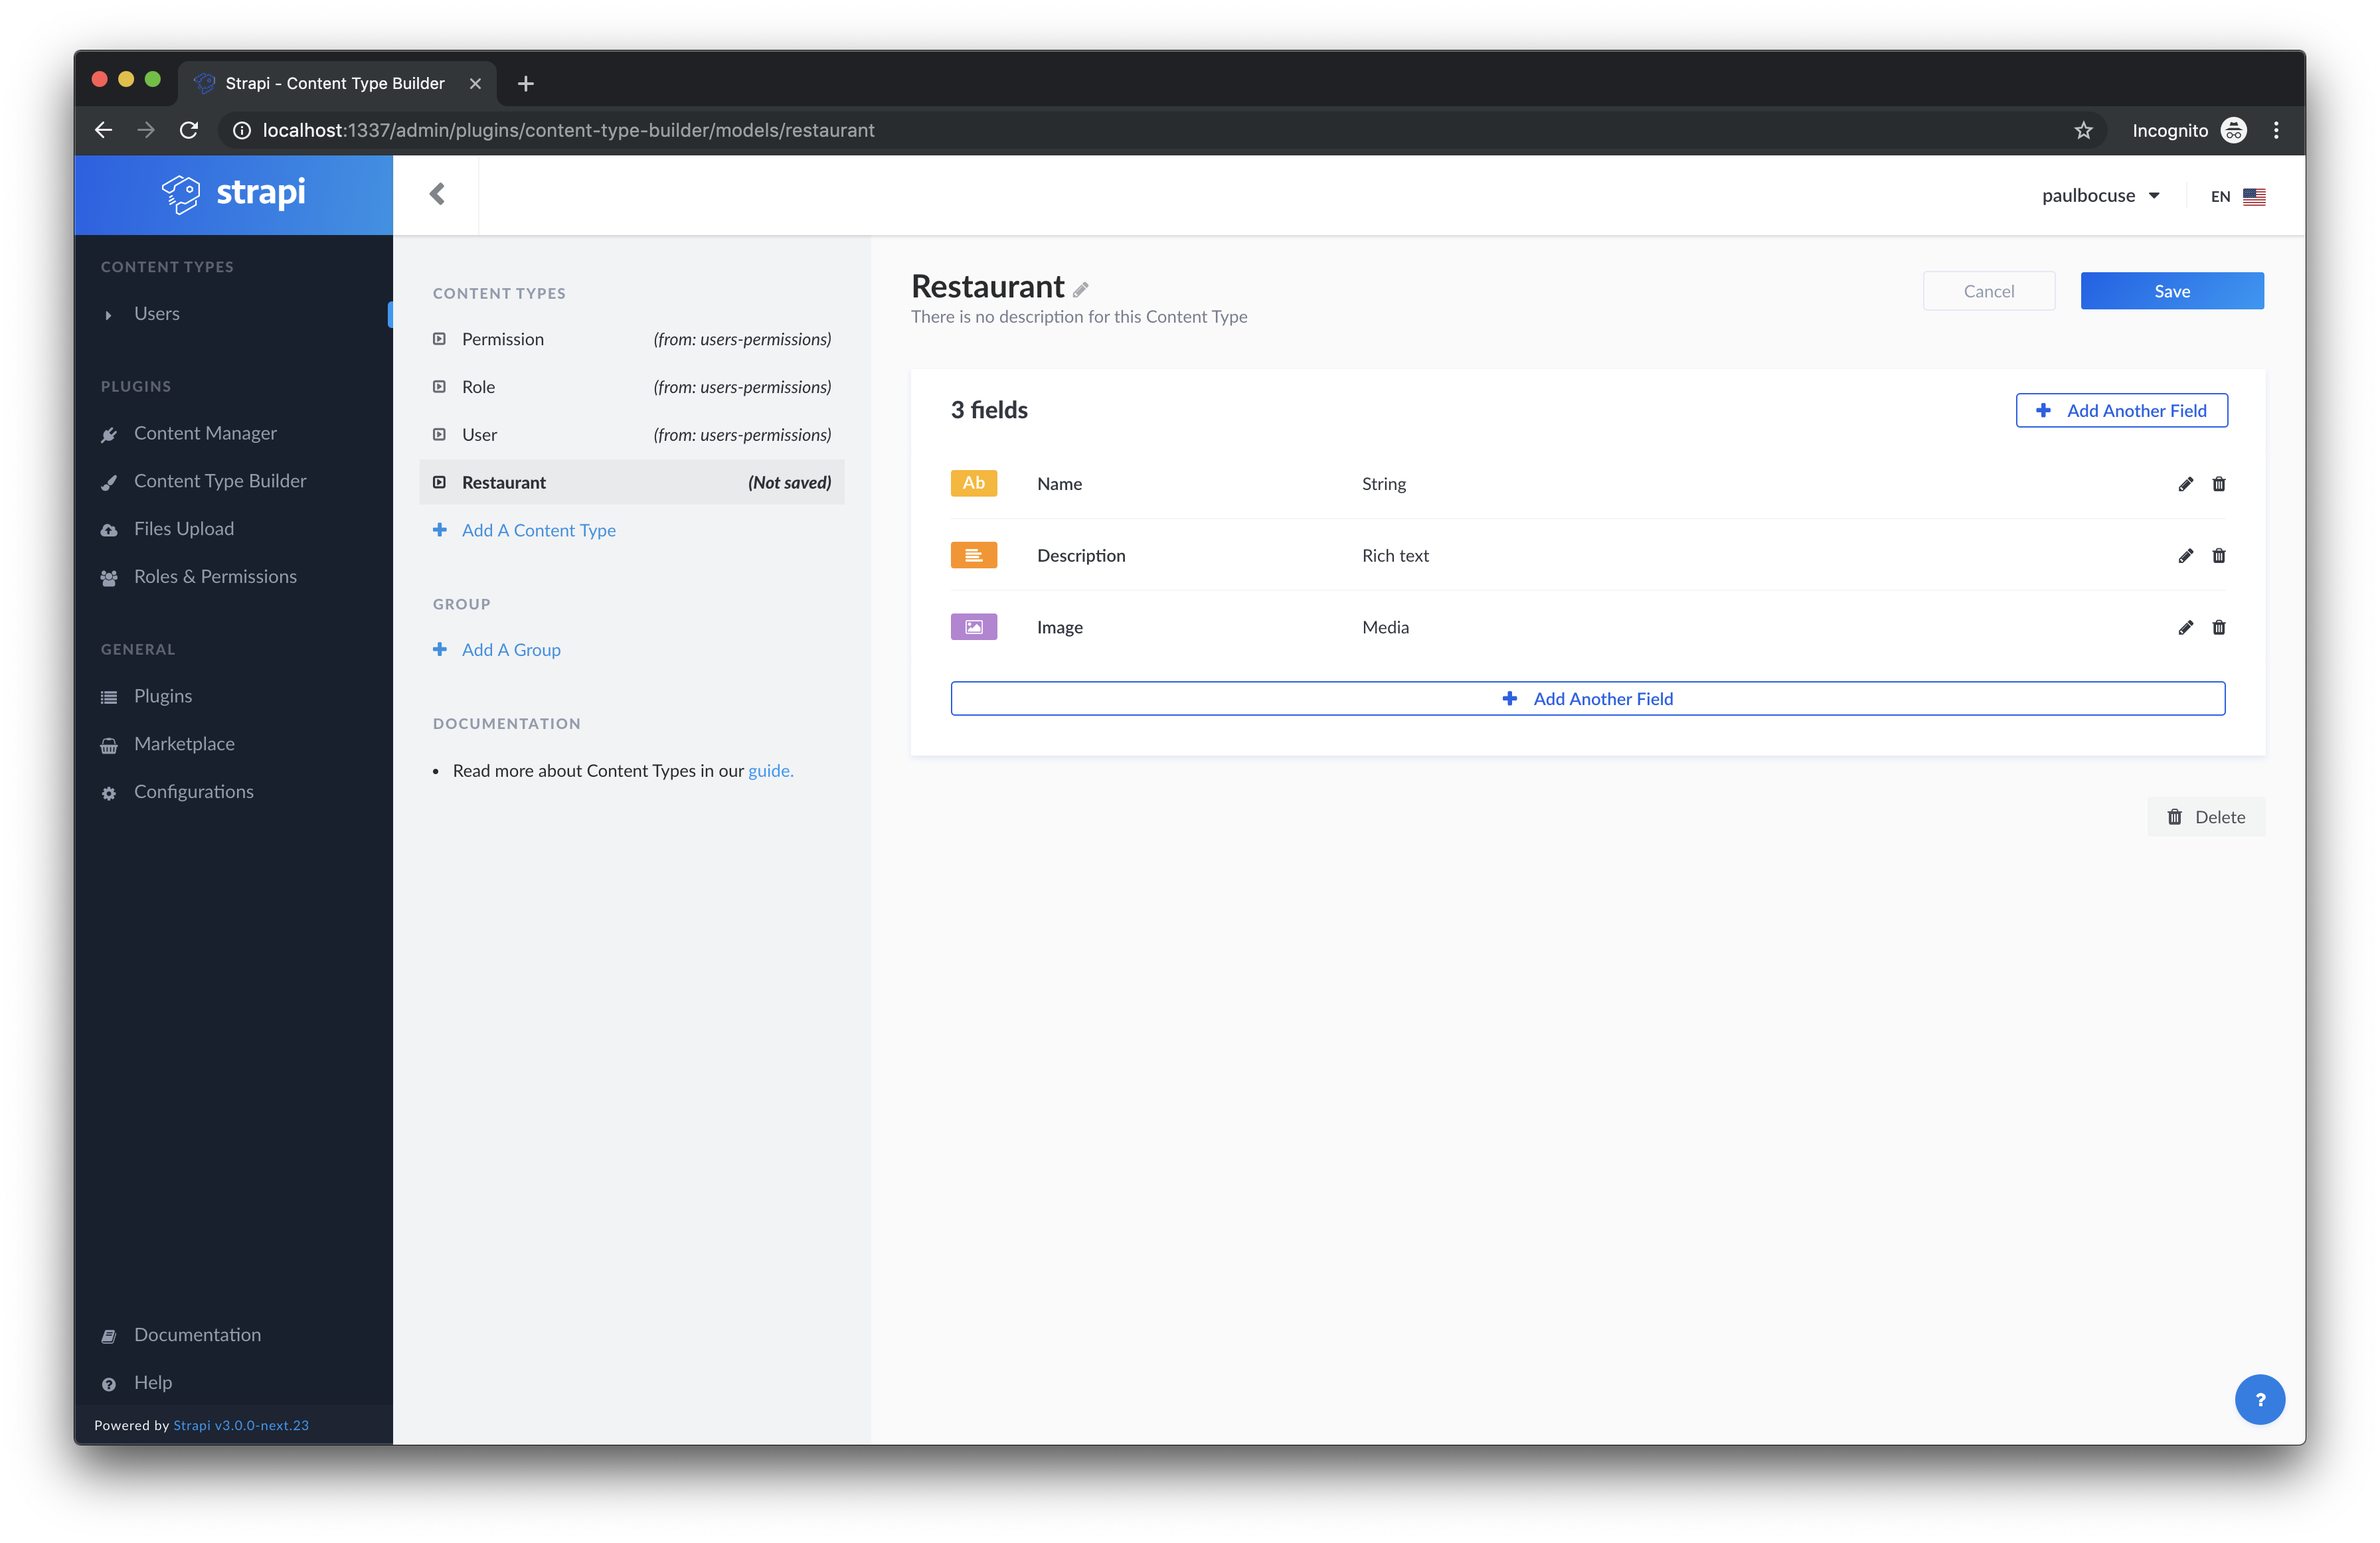 Strapi - Content Type Builder
localhost:1337/admin/plugins/content-type-builder/models/restaurant
Incognito
strapi
paulbocuse
EN
CONTENT TYPES
Users
PLUGINS
Content Manager
Content Type Builder
Files Upload
Roles & Permissions
GENERAL
Plugins
Marketplace
Configurations
Documentation
Help
Powered by Strapi v3.0.0-next.23
CONTENT TYPES
Permission (from: users-permissions)
Role (from: users-permissions)
User (from: users-permissions)
Restaurant (Not saved)
Add A Content Type
GROUP
Add A Group
DOCUMENTATION
Read more about Content Types in our guide.
Restaurant
There is no description for this Content Type
Cancel
Save
3 fields
Add Another Field
Ab Name String
Description Rich text
Image Media
Add Another Field
Delete
?